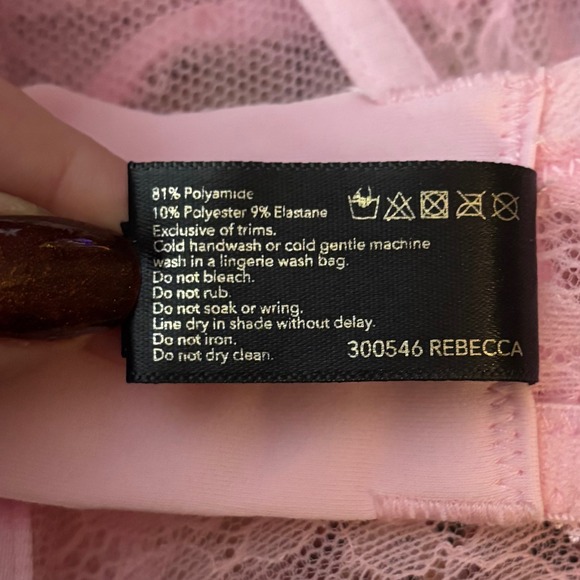 81% Polyamide
10% Polyester 9% Elastane
Exclusive of trims.
Cold handwash or cold gentle machine
wash in a lingerie wash bag.
Do not bleach.
Do not rub.
Do not soak or wring.
Line dry in shade without delay.
Do not iron.
Do not dry clean.
300546 REBECCA